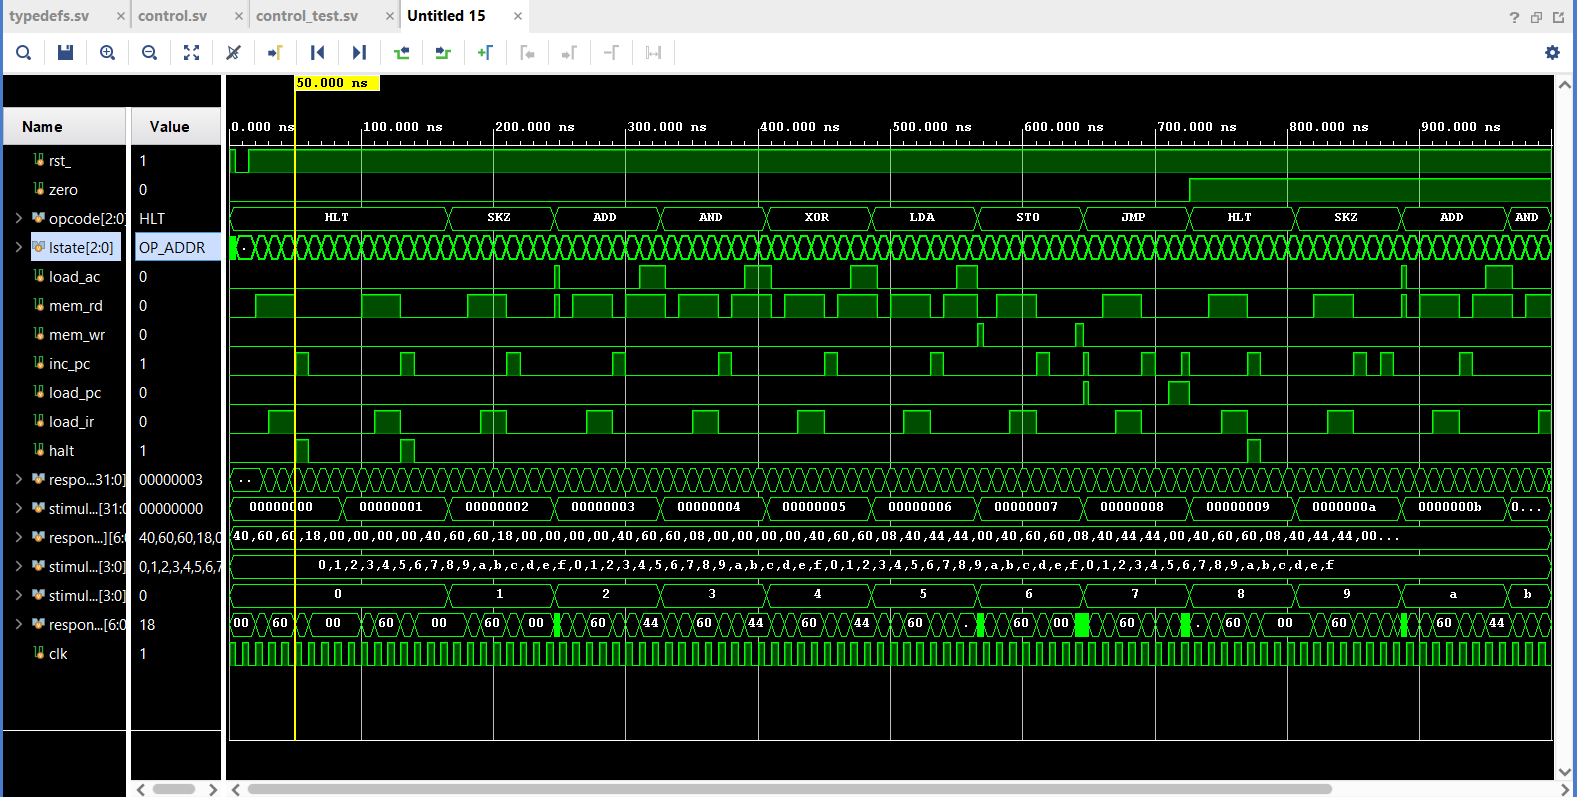 typedefs.sv × control.sv × control_test.sv × Untitled 15 ×
50.000 ns
Name Value
0.000 ns 100.000 ns 200.000 ns 300.000 ns 400.000 ns 500.000 ns 600.000 ns 700.000 ns 800.000 ns 900.000 ns
rst_ 1
zero 0
opcode[2:0] HLT HLT SKZ ADD AND XOR LDA STO JMP HLT SKZ ADD AND
lstate[2:0] OP_ADDR .
load_ac 0
mem_rd 0
mem_wr 0
inc_pc 1
load_pc 0
load_ir 0
halt 1
respo...31:0] 00000003 ..
stimul...[31:0 00000000 00000000 00000001 00000002 00000003 00000004 00000005 00000006 00000007 00000008 00000009 0000000a 0000000b 0...
respon...][6:0 40,60,60,18,0 40,60,60,18,00,00,00,00,40,60,60,18,00,00,00,00,40,60,60,08,00,00,00,00,40,60,60,08,40,44,44,00,40,60,60,08,40,44,44,00,40,60,60,08,40,44,44,00...
stimul...[3:0] 0,1,2,3,4,5,6,7 0,1,2,3,4,5,6,7,8,9,a,b,c,d,e,f,0,1,2,3,4,5,6,7,8,9,a,b,c,d,e,f,0,1,2,3,4,5,6,7,8,9,a,b,c,d,e,f,0,1,2,3,4,5,6,7,8,9,a,b,c,d,e,f
stimul...[3:0] 0 0 1 2 3 4 5 6 7 8 9 a b
respon...[6:0 18 00 60 00 60 00 60 00 60 44 60 44 60 44 60 . 60 00 60 . 60 00 60 60 44
clk 1